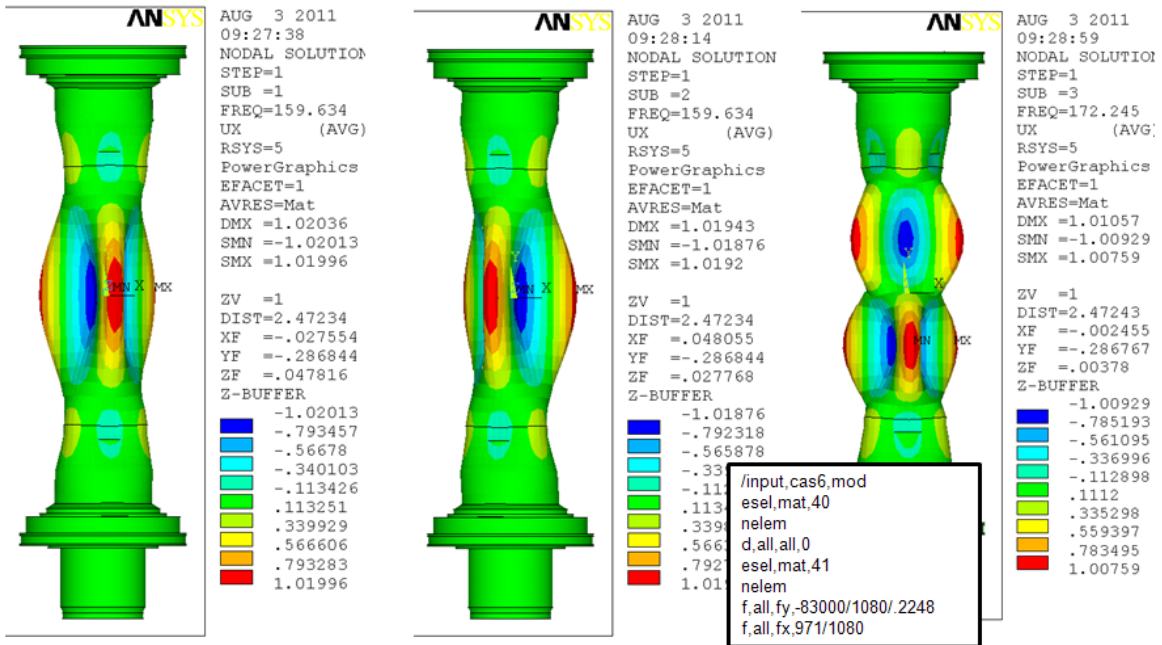 ANSYS
AUG 3 2011
09:27:38
NODAL SOLUTION
STEP=1
SUB =1
FREQ=159.634
UX (AVG)
RSYS=5
PowerGraphics
EFACET=1
AVRES=Mat
DMX =1.02036
SMN =-1.02013
SMX =1.01996
ZV =1
DIST=2.47234
XF =-.027554
YF =-.286844
ZF =.047816
Z-BUFFER
-1.02013
-.793457
-.56678
-.340103
-.113426
.113251
.339929
.566606
.793283
1.01996
MN X MX
ANSYS
AUG 3 2011
09:28:14
NODAL SOLUTION
STEP=1
SUB =2
FREQ=159.634
UX (AVG)
RSYS=5
PowerGraphics
EFACET=1
AVRES=Mat
DMX =1.01943
SMN =-1.01876
SMX =1.0192
ZV =1
DIST=2.47234
XF =.048055
YF =-.286844
ZF =.027768
Z-BUFFER
-1.01876
-.792318
-.565878
Y
MN X MX
ANSYS
AUG 3 2011
09:28:59
NODAL SOLUTION
STEP=1
SUB =3
FREQ=172.245
UX (AVG)
RSYS=5
PowerGraphics
EFACET=1
AVRES=Mat
DMX =1.01057
SMN =-1.00929
SMX =1.00759
ZV =1
DIST=2.47243
XF =-.002455
YF =-.286767
ZF =.00378
Z-BUFFER
-1.00929
-.785193
-.561095
-.336996
-.112898
.1112
.335298
.559397
.783495
1.00759
X
MN MX
/input,cas6,mod
esel,mat,40
nelem
d,all,all,0
esel,mat,41
nelem
f,all,fy,-83000/1080/.2248
f,all,fx,971/1080